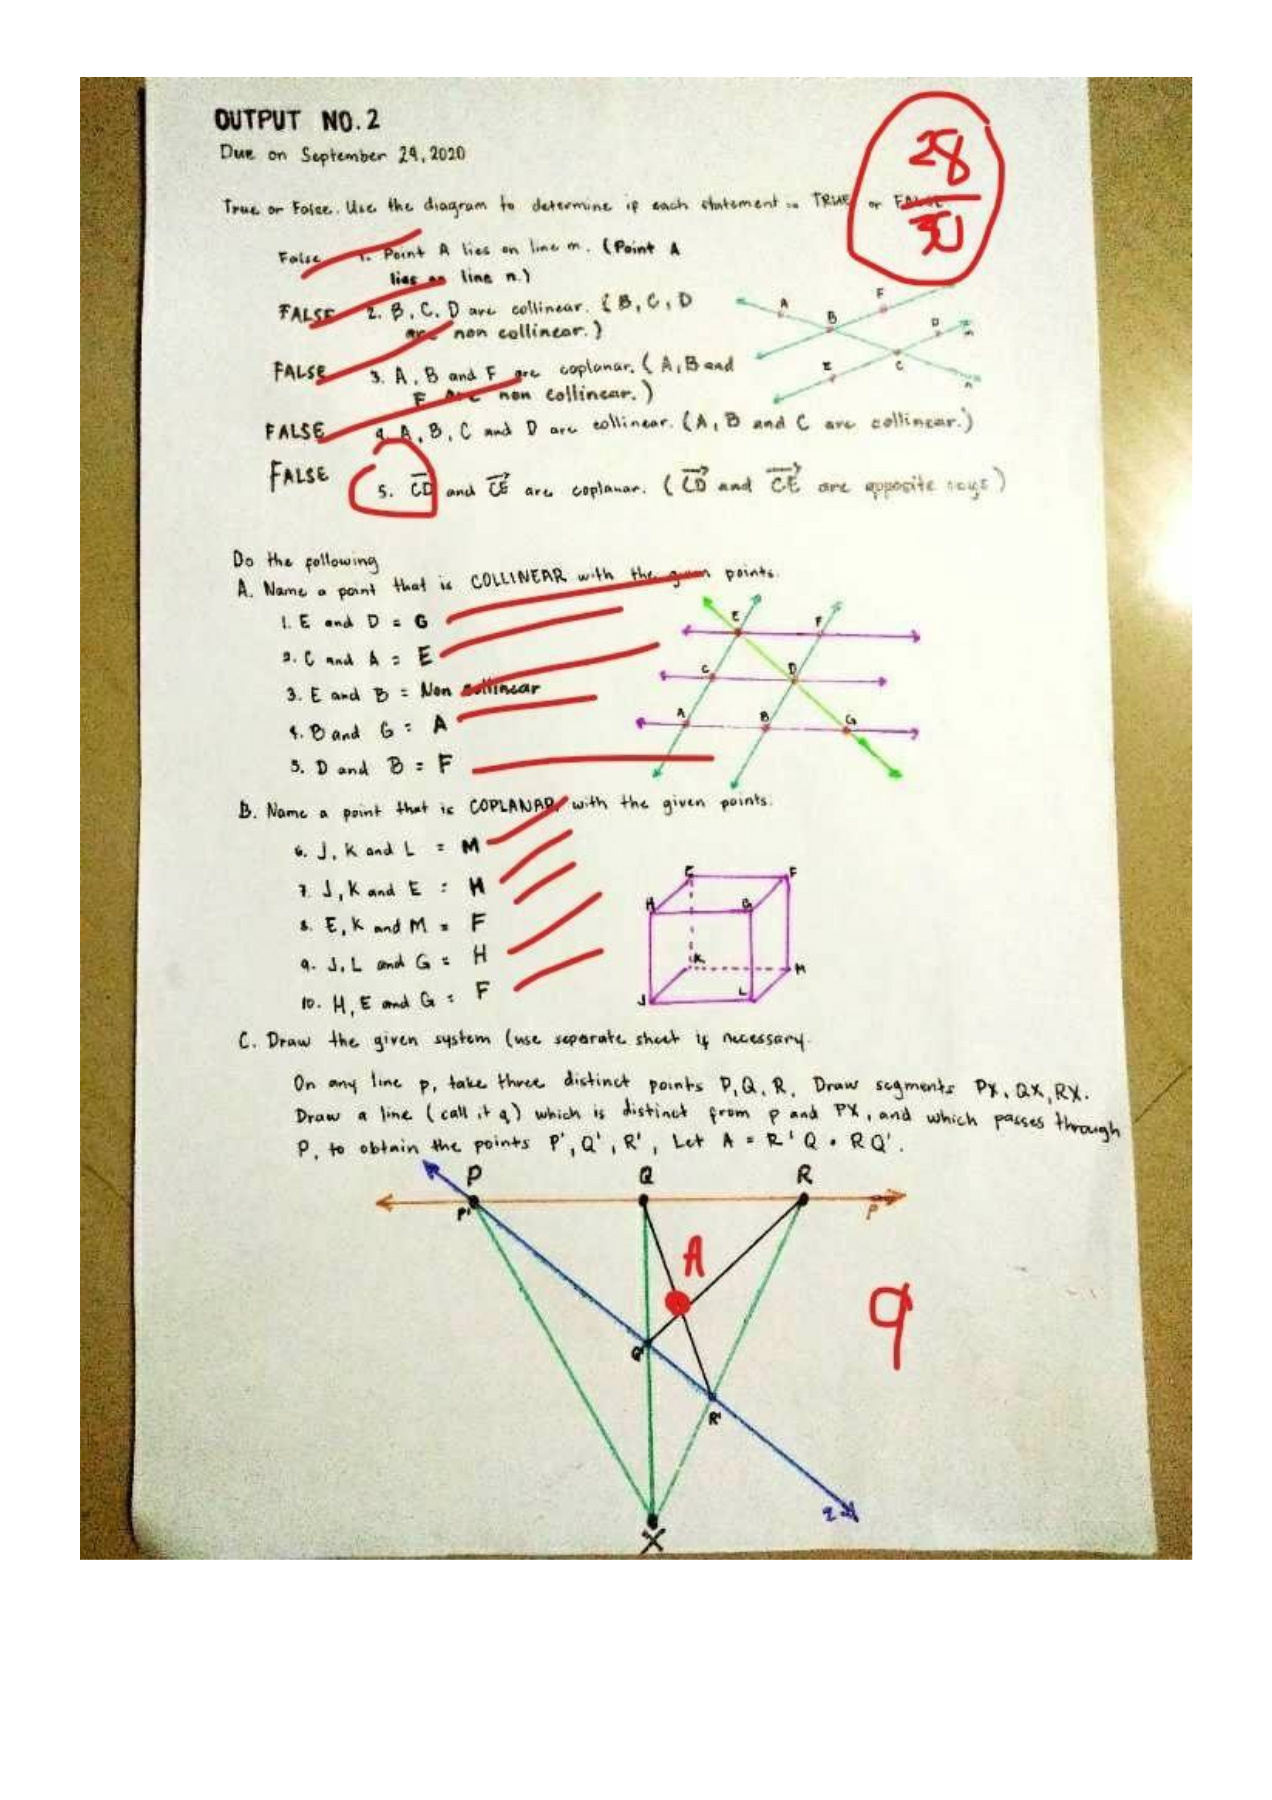 OUTPUT NO. 2
Due on September 29, 2020
28
30
True or False. Use the diagram to determine if each statement is TRUE or FALSE
False 1. Point A lies on line m. (Point A
lies on line n.)
FALSE 2. B, C, D are collinear. (B, C, D
are non collinear.)
FALSE 3. A, B and F are coplanar. (A, B and
F are non collinear.)
FALSE 4. A, B, C and D are collinear. (A, B and C are collinear.)
FALSE 5. CD and CE are coplanar. (CD and CE are opposite rays)
A
F
B
D
m
E
C
n
Do the following
A. Name a point that is COLLINEAR with the given points.
1. E and D = G
2. C and A = E
3. E and B = Non collinear
4. B and G = A
5. D and B = F
E
F
C
D
A
B
G
B. Name a point that is COPLANAR with the given points.
6. J, K and L = M
7. J, K and E = H
8. E, K and M = F
9. J, L and G = H
10. H, E and G = F
E
F
H
G
K
M
J
L
C. Draw the given system (use separate sheet if necessary.
On any line p, take three distinct points P, Q, R. Draw segments PX, QX, RX.
Draw a line (call it q) which is distinct from p and PX, and which passes through
P, to obtain the points P', Q', R', Let A = R'Q • RQ'.
P
Q
R
P'
P
A
9
Q'
R'
q
X